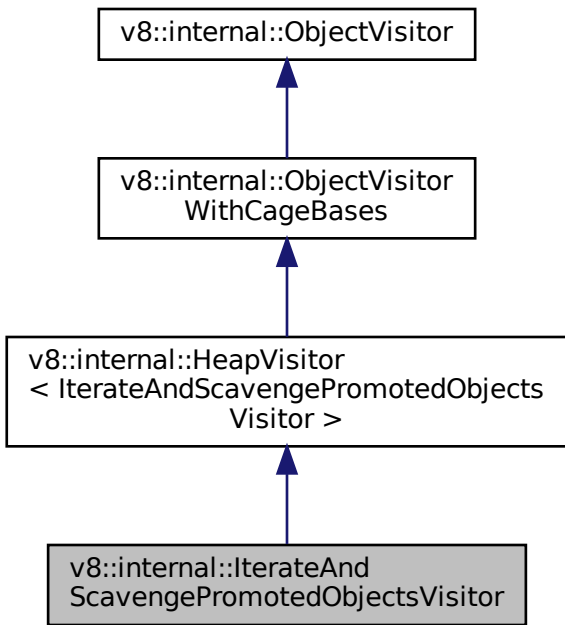 v8::internal::ObjectVisitor
v8::internal::ObjectVisitor
WithCageBases
v8::internal::HeapVisitor
< IterateAndScavengePromotedObjects
Visitor >
v8::internal::IterateAnd
ScavengePromotedObjectsVisitor